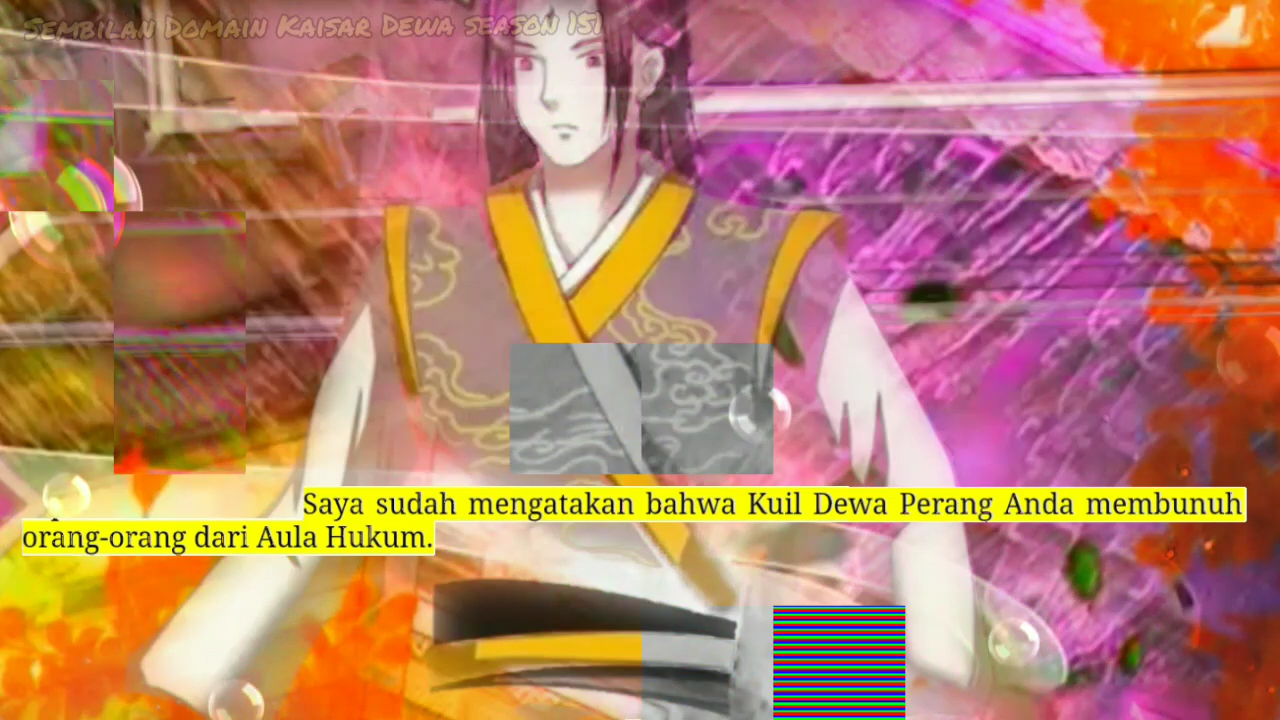 Sembilan Domain Kaisar Dewa season 151
Saya sudah mengatakan bahwa Kuil Dewa Perang Anda membunuh
orang-orang dari Aula Hukum.